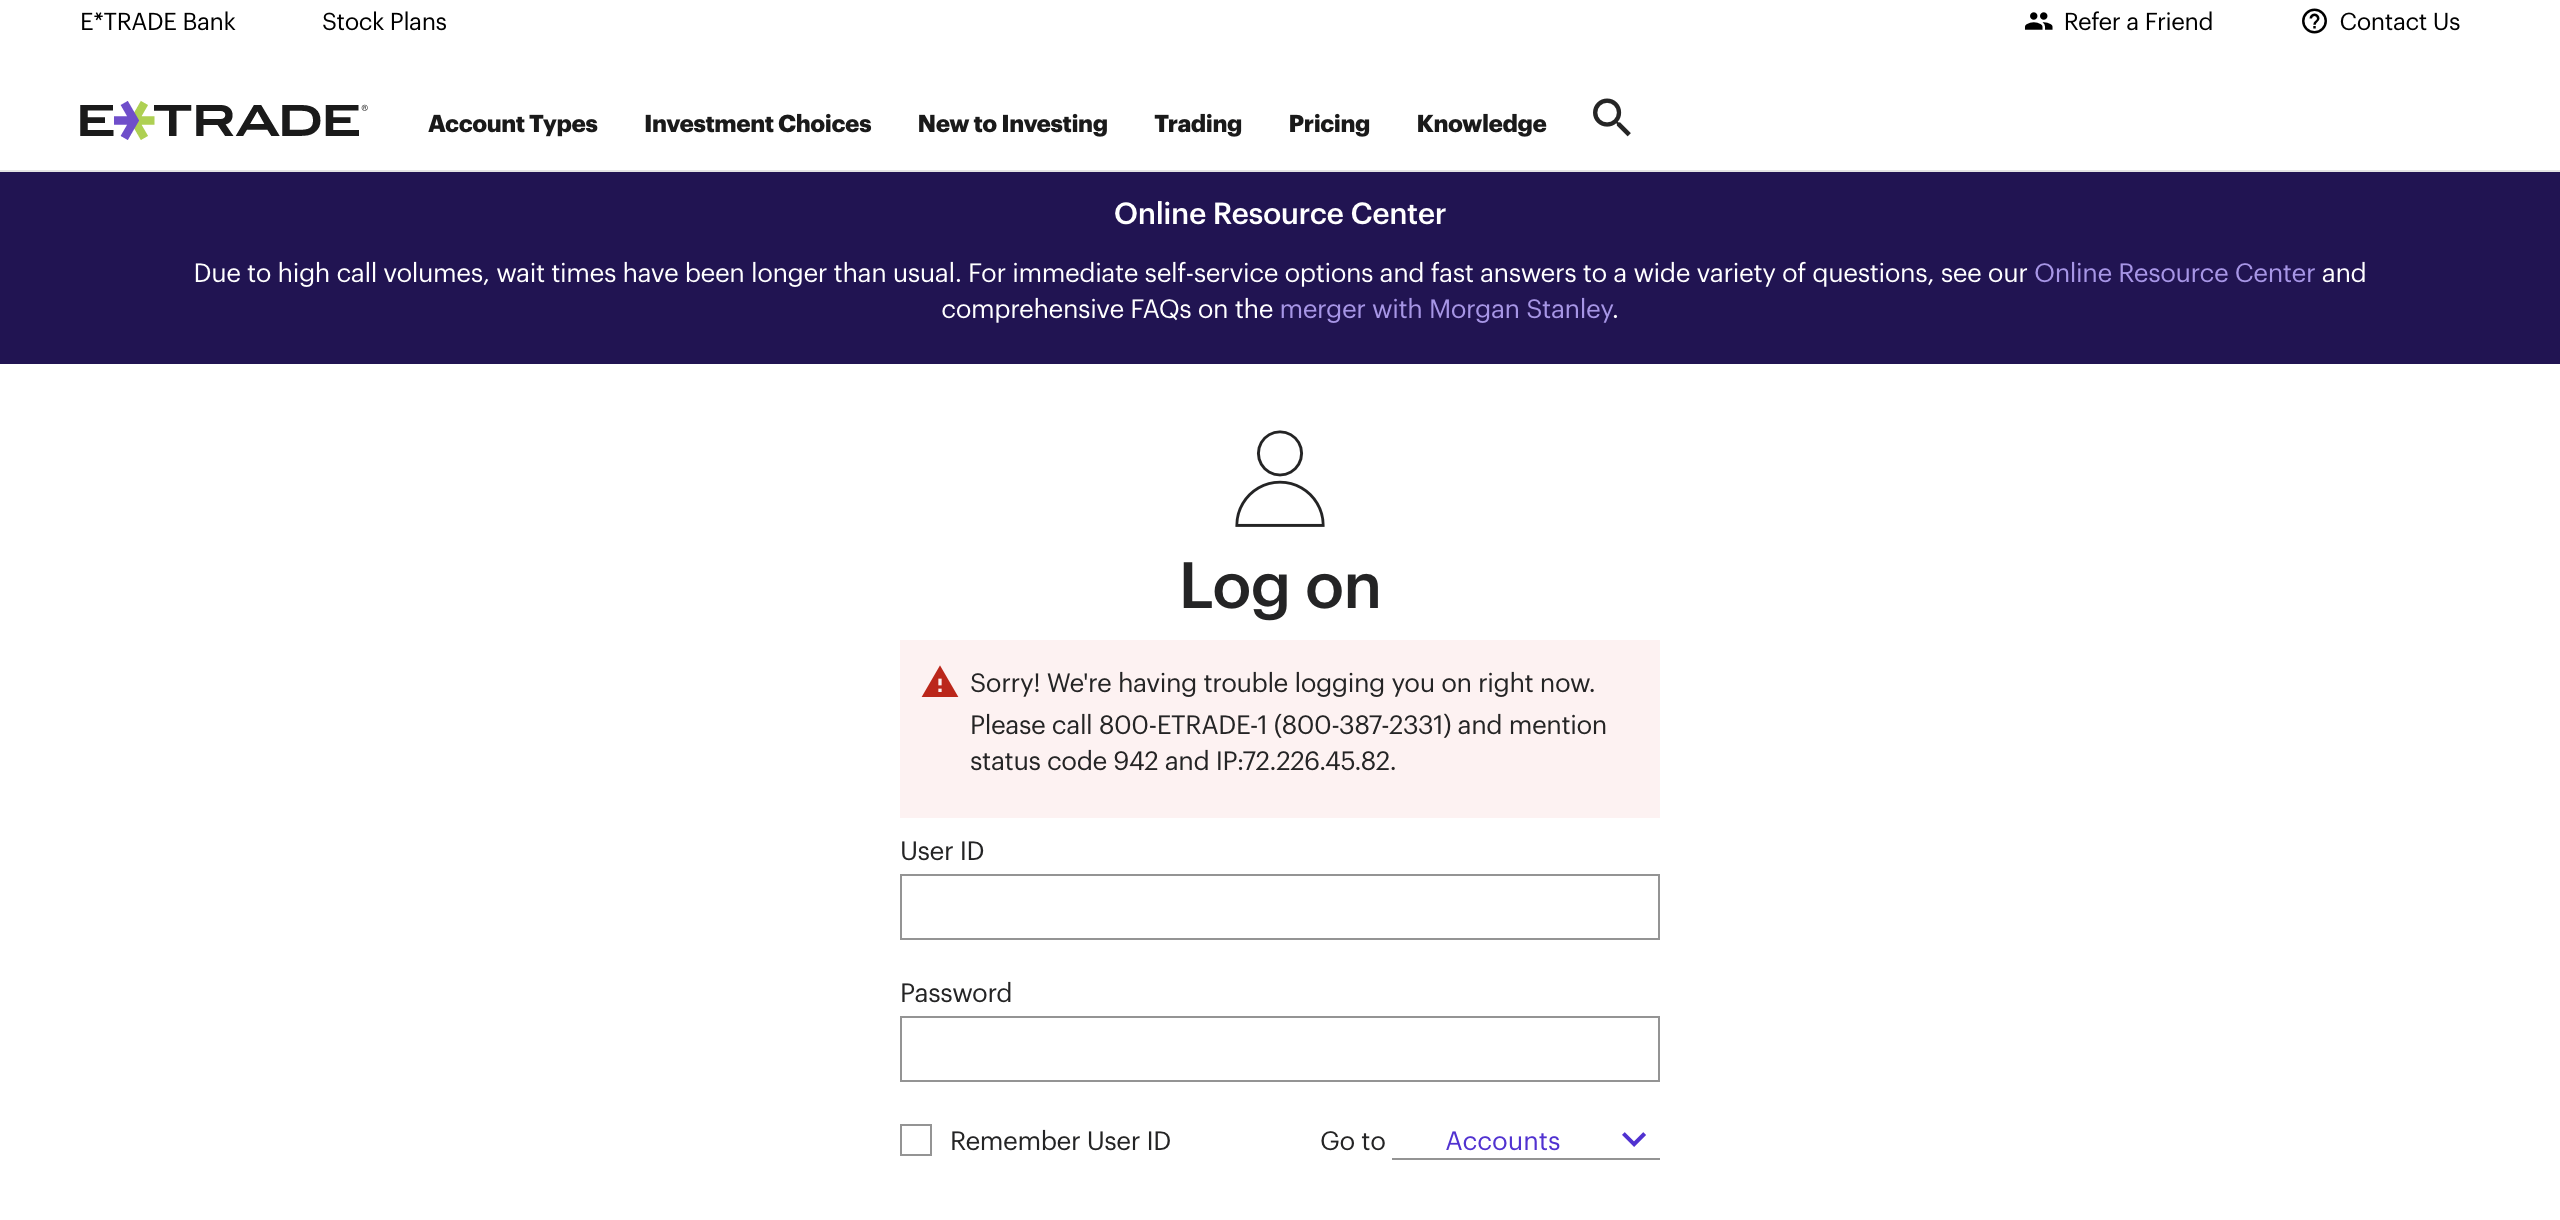 E*TRADE Bank
Stock Plans
Refer a Friend
Contact Us
E*TRADE®
Account Types
Investment Choices
New to Investing
Trading
Pricing
Knowledge
Online Resource Center
Due to high call volumes, wait times have been longer than usual. For immediate self-service options and fast answers to a wide variety of questions, see our Online Resource Center and
comprehensive FAQs on the merger with Morgan Stanley.
Log on
Sorry! We're having trouble logging you on right now.
Please call 800-ETRADE-1 (800-387-2331) and mention
status code 942 and IP:72.226.45.82.
User ID
Password
Remember User ID
Go to Accounts